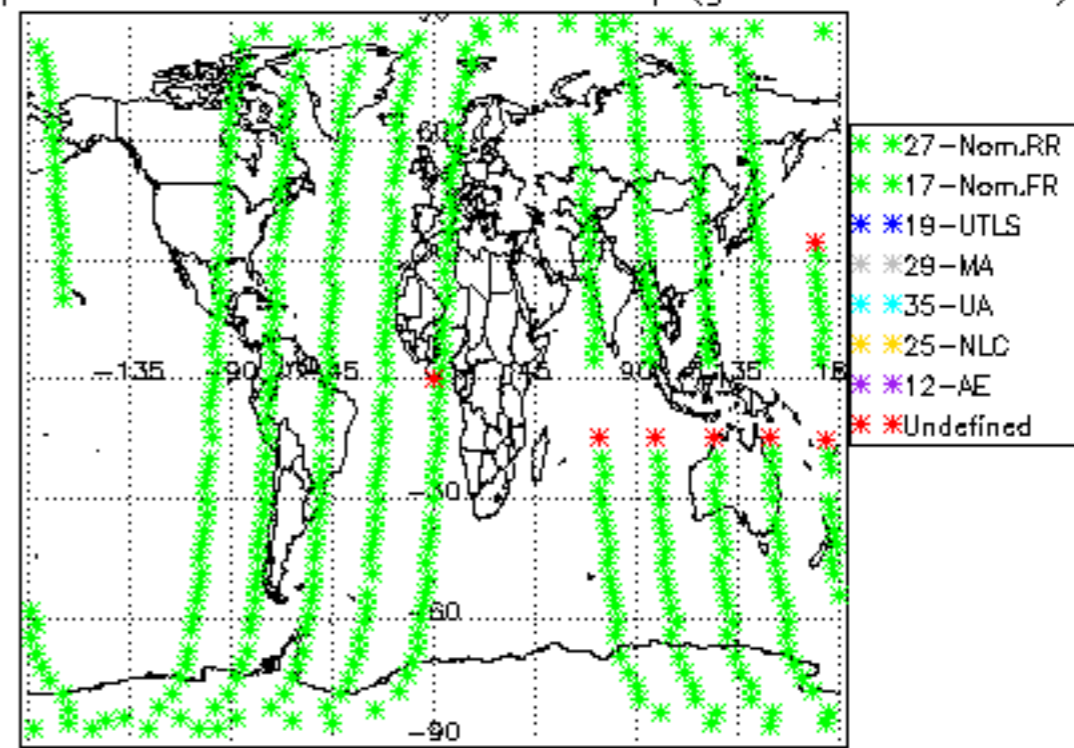 60
-135 -90 45 45 90 135 18
-30
-60
-90
27-Nom.RR
17-Nom.FR
19-UTLS
29-MA
35-UA
25-NLC
12-AE
Undefined